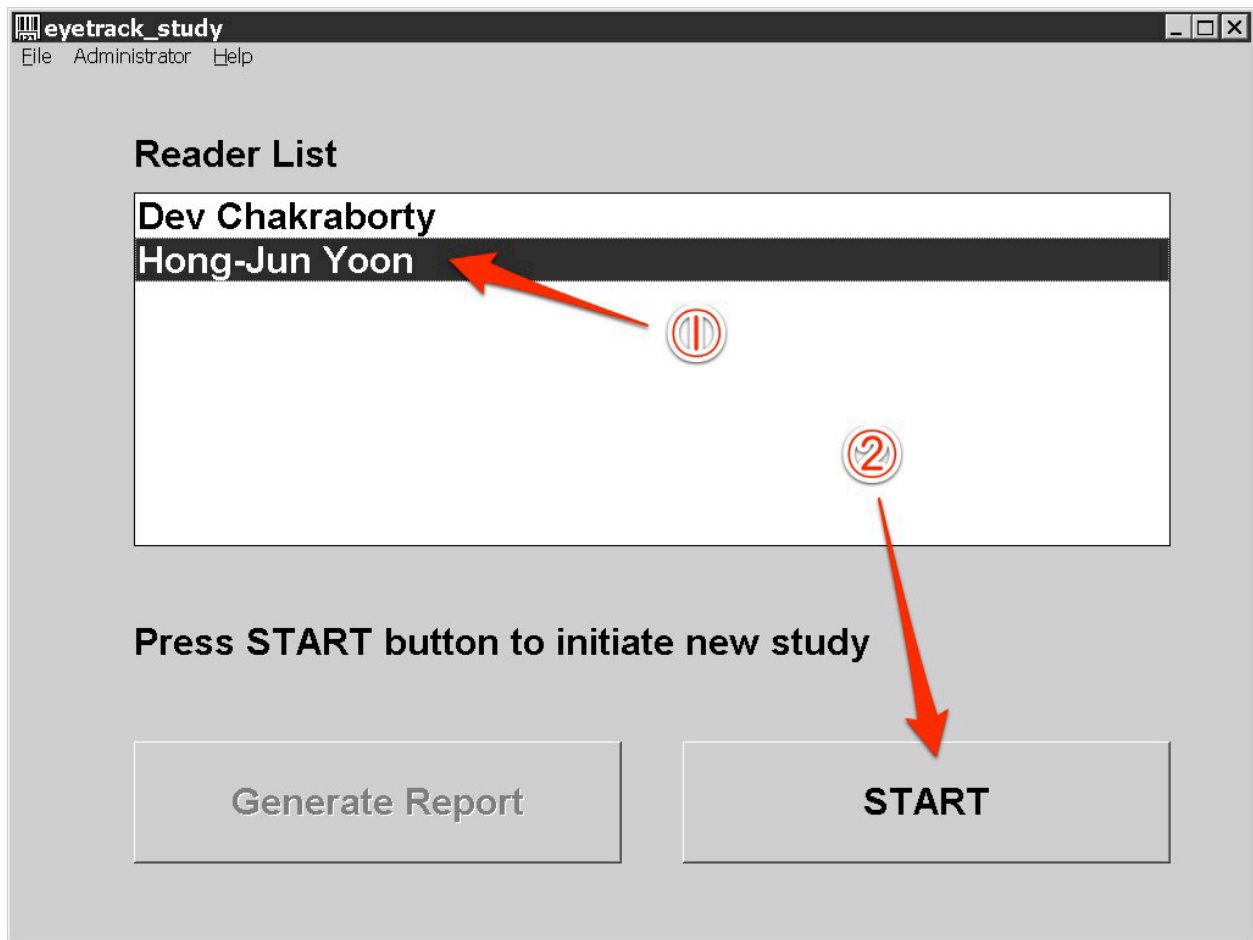 eyetrack_study
File Administrator Help
Reader List
Dev Chakraborty
Hong-Jun Yoon
①
②
Press START button to initiate new study
Generate Report
START